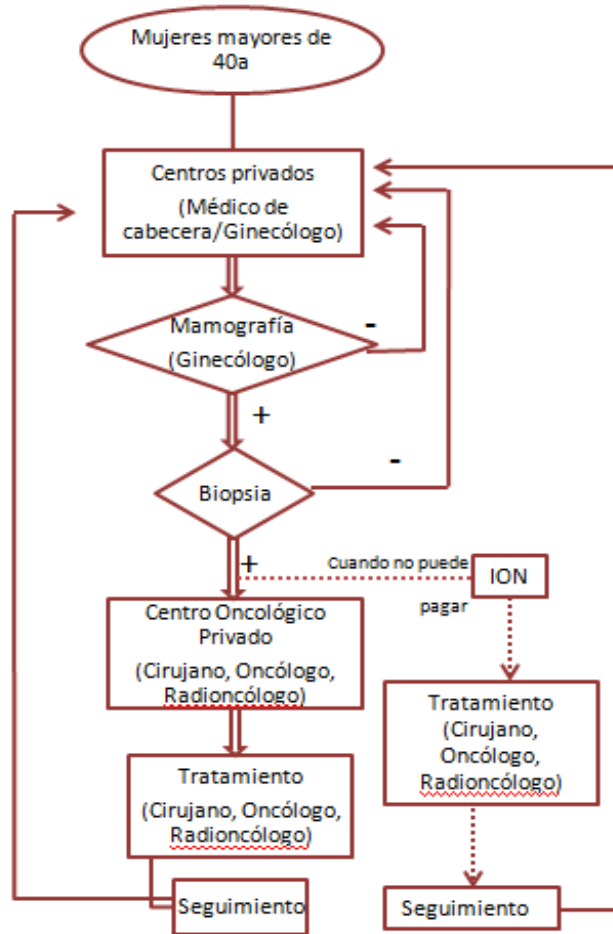 Mujeres mayores de
40a
Centros privados
(Médico de
cabecera/Ginecólogo)
Mamografía
(Ginecólogo)
-
+
Biopsia
-
+
Cuando no puede
pagar
ION
Centro Oncológico
Privado
(Cirujano, Oncólogo,
Radioncólogo)
Tratamiento
(Cirujano, Oncólogo,
Radioncólogo)
Seguimiento
Tratamiento
(Cirujano,
Oncólogo,
Radioncólogo)
Seguimiento